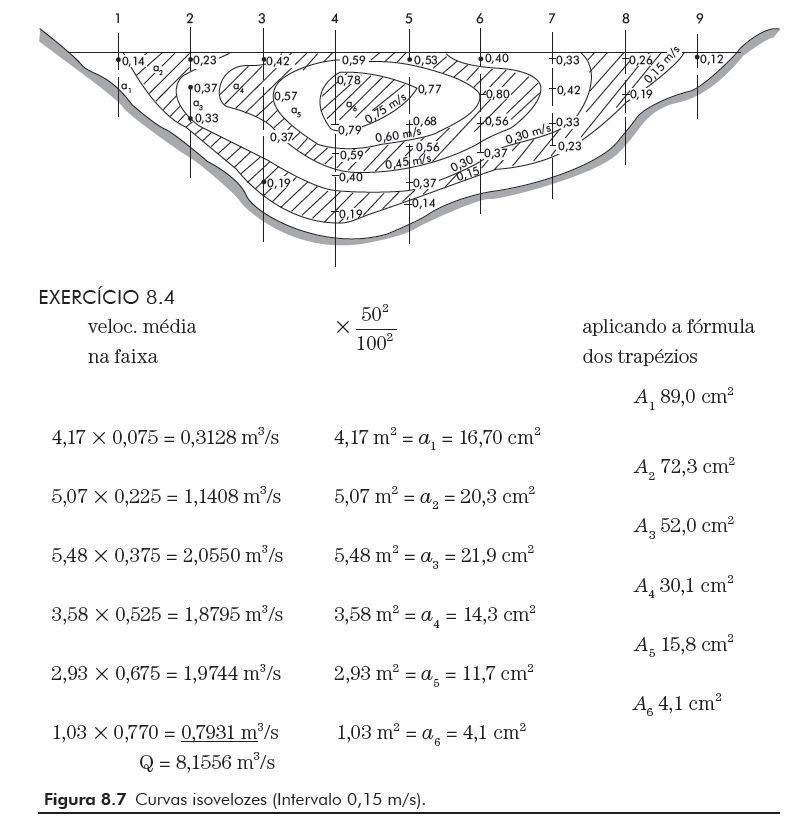 1 2 3 4 5 6 7 8 9
0,14 a₂ 0,23 0,42 0,59 0,53 0,40 0,33 0,26 0,15 m/s 0,12
a₁ 0,37 a₄ 0,57 0,78 0,77 0,80 0,42 0,19
a₃ a₅ a₆ 0,75 m/s
0,33 0,37 0,79 0,60 m/s 0,68 0,56 0,30 m/s 0,33
0,59 0,45 m/s 0,56 0,30 0,37 0,23
0,19 0,40 0,37 0,15
0,19 0,14
EXERCÍCIO 8.4
veloc. média × 50²/100² aplicando a fórmula
na faixa dos trapézios
A₁ 89,0 cm²
4,17 × 0,075 = 0,3128 m³/s 4,17 m² = a₁ = 16,70 cm²
A₂ 72,3 cm²
5,07 × 0,225 = 1,1408 m³/s 5,07 m² = a₂ = 20,3 cm²
A₃ 52,0 cm²
5,48 × 0,375 = 2,0550 m³/s 5,48 m² = a₃ = 21,9 cm²
A₄ 30,1 cm²
3,58 × 0,525 = 1,8795 m³/s 3,58 m² = a₄ = 14,3 cm²
A₅ 15,8 cm²
2,93 × 0,675 = 1,9744 m³/s 2,93 m² = a₅ = 11,7 cm²
A₆ 4,1 cm²
1,03 × 0,770 = 0,7931 m³/s 1,03 m² = a₆ = 4,1 cm²
Q = 8,1556 m³/s
Figura 8.7 Curvas isovelozes (Intervalo 0,15 m/s).